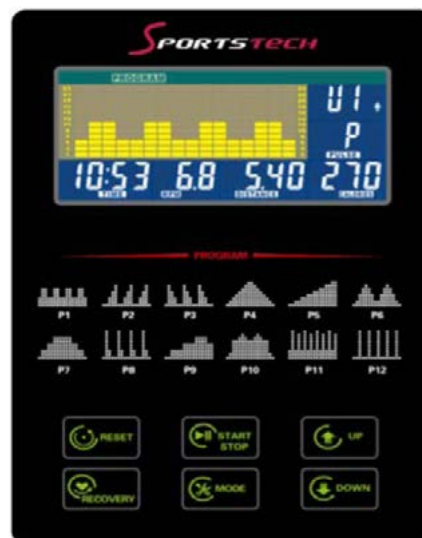 SPORTSTECH
PROGRAM
U1
P
PULSE
10:53 6.8 5.40 270
TIME RPM DISTANCE CALORIES
PROGRAM
P1 P2 P3 P4 P5 P6
P7 P8 P9 P10 P11 P12
RESET START STOP UP
RECOVERY MODE DOWN